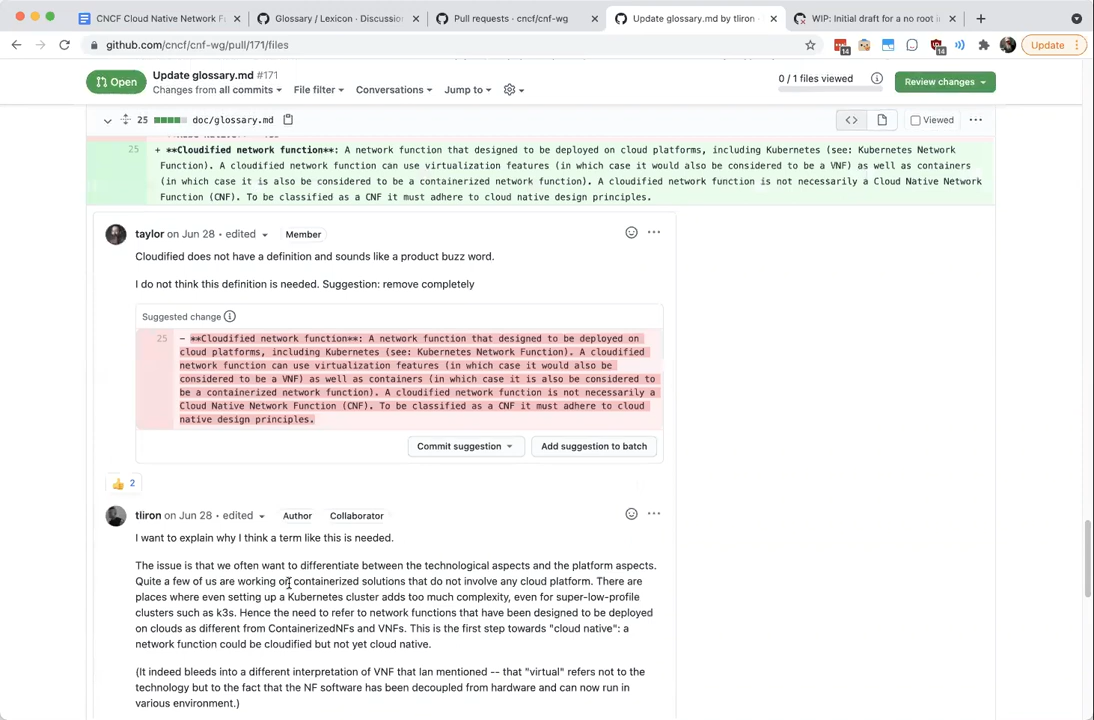 CNCF Cloud Native Network F
Glossary / Lexicon · Discussion
Pull requests · cncf/cnf-wg
Update glossary.md by tliron ·
WIP: Initial draft for a no root i
github.com/cncf/cnf-wg/pull/171/files
14
14
Update
Open
Update glossary.md #171
Changes from all commits
File filter
Conversations
Jump to
0 / 1 files viewed
Review changes
25
doc/glossary.md
Viewed
25 + **Cloudified network function**: A network function that designed to be deployed on cloud platforms, including Kubernetes (see: Kubernetes Network
Function). A cloudified network function can use virtualization features (in which case it would also be considered to be a VNF) as well as containers
(in which case it is also be considered to be a containerized network function). A cloudified network function is not necessarily a Cloud Native Network
Function (CNF). To be classified as a CNF it must adhere to cloud native design principles.
taylor on Jun 28 • edited
Member
Cloudified does not have a definition and sounds like a product buzz word.
I do not think this definition is needed. Suggestion: remove completely
Suggested change
25 - **Cloudified network function**: A network function that designed to be deployed on
cloud platforms, including Kubernetes (see: Kubernetes Network Function). A cloudified
network function can use virtualization features (in which case it would also be
considered to be a VNF) as well as containers (in which case it is also be considered to
be a containerized network function). A cloudified network function is not necessarily a
Cloud Native Network Function (CNF). To be classified as a CNF it must adhere to cloud
native design principles.
Commit suggestion
Add suggestion to batch
👍 2
tliron on Jun 28 • edited
Author
Collaborator
I want to explain why I think a term like this is needed.
The issue is that we often want to differentiate between the technological aspects and the platform aspects.
Quite a few of us are working on containerized solutions that do not involve any cloud platform. There are
places where even setting up a Kubernetes cluster adds too much complexity, even for super-low-profile
clusters such as k3s. Hence the need to refer to network functions that have been designed to be deployed
on clouds as different from ContainerizedNFs and VNFs. This is the first step towards "cloud native": a
network function could be cloudified but not yet cloud native.
(It indeed bleeds into a different interpretation of VNF that Ian mentioned -- that "virtual" refers not to the
technology but to the fact that the NF software has been decoupled from hardware and can now run in
various environment.)